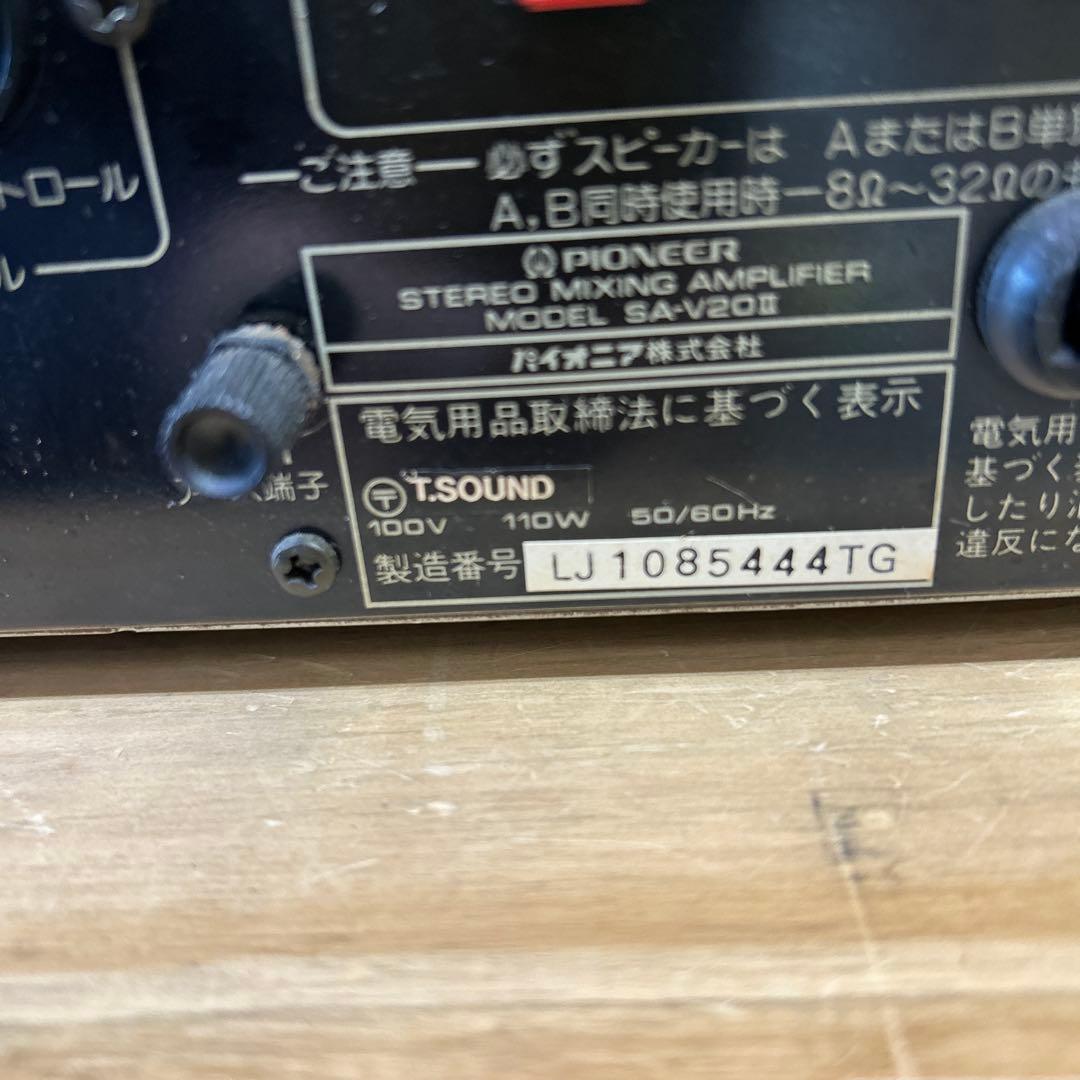 トロール
ル
ご注意 必ずスピーカーは AまたはB単
A,B同時使用時ー8Ω～32Ωの
PIONEER
STEREO MIXING AMPLIFIER
MODEL SA-V20II
パイオニア株式会社
電気用品取締法に基づく表示
〒 T.SOUND
100V 110W 50/60Hz
製造番号 LJ1085444TG
端子
電気用
基づく
したり
違反にな